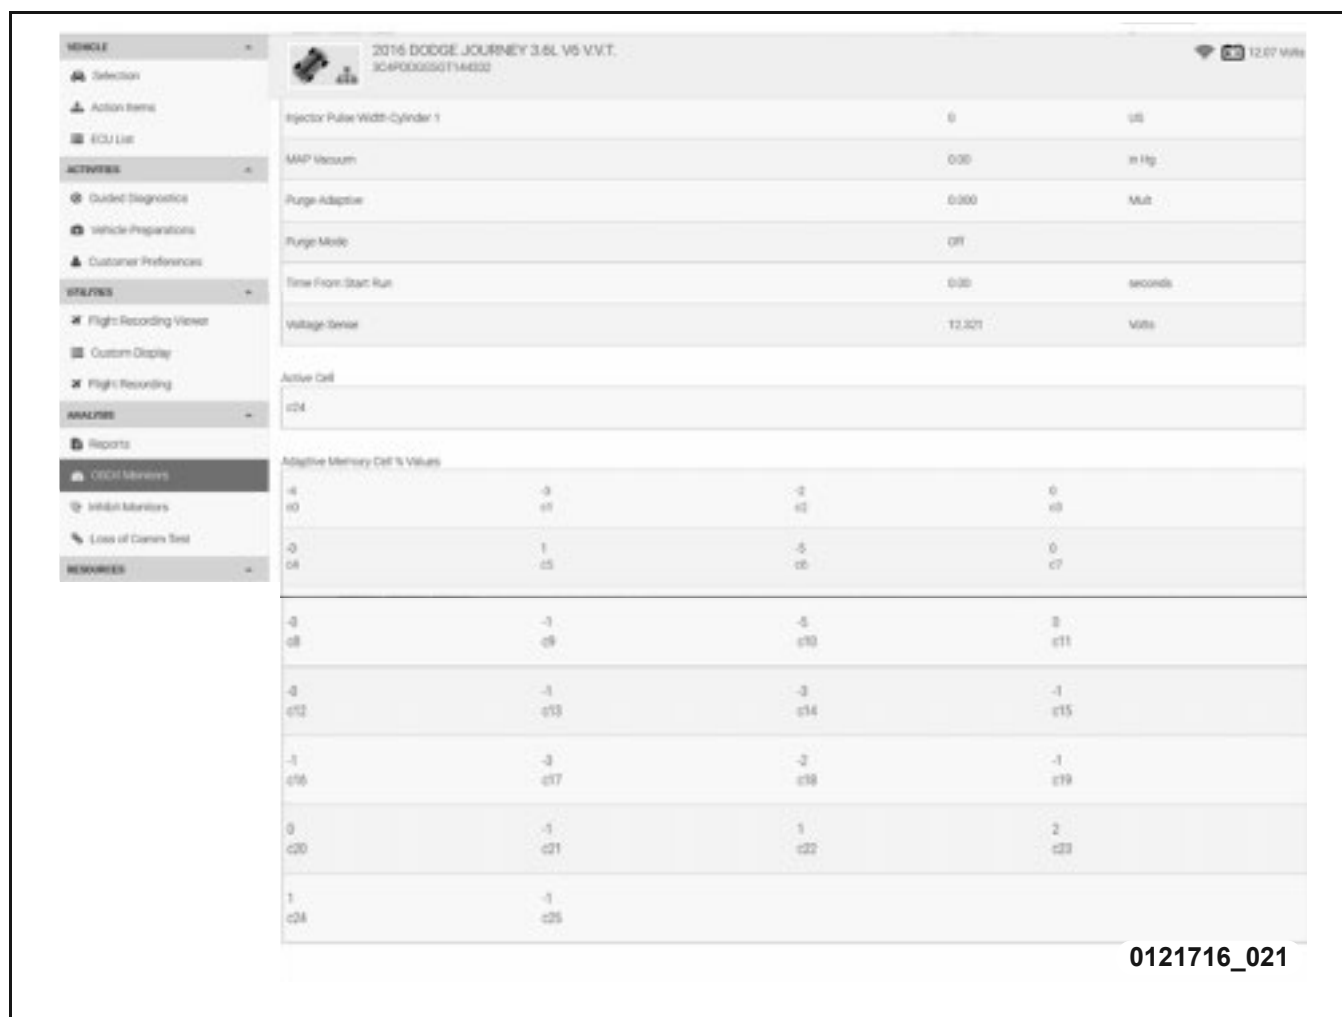 VEHICLE
Selection
Action Items
ECU List
ACTIVITIES
Guided Diagnostics
Vehicle Preparations
Customer Preferences
UTILITIES
Flight Recording Viewer
Custom Display
Flight Recording
ANALYSIS
Reports
OBDII Monitors
Inhibit Monitors
Loss of Comm Test
RESOURCES
2016 DODGE JOURNEY 3.6L V6 V.V.T.
12.07 Volts
Injector Pulse Width Cylinder 1 0 US
MAP Vacuum 0.00 in Hg
Purge Adaptive 0.000 Mult
Purge Mode Off
Time From Start Run 0.00 seconds
Voltage Sense 12.321 Volts
Active Cell
c24
Adaptive Memory Cell % Values
-4 -3 -2 0
c0 c1 c2 c3
-0 1 -5 0
c4 c5 c6 c7
-0 -1 -5 0
c8 c9 c10 c11
-0 -1 -3 -1
c12 c13 c14 c15
-1 -3 -2 -1
c16 c17 c18 c19
0 -1 1 2
c20 c21 c22 c23
1 -1
c24 c25
0121716_021